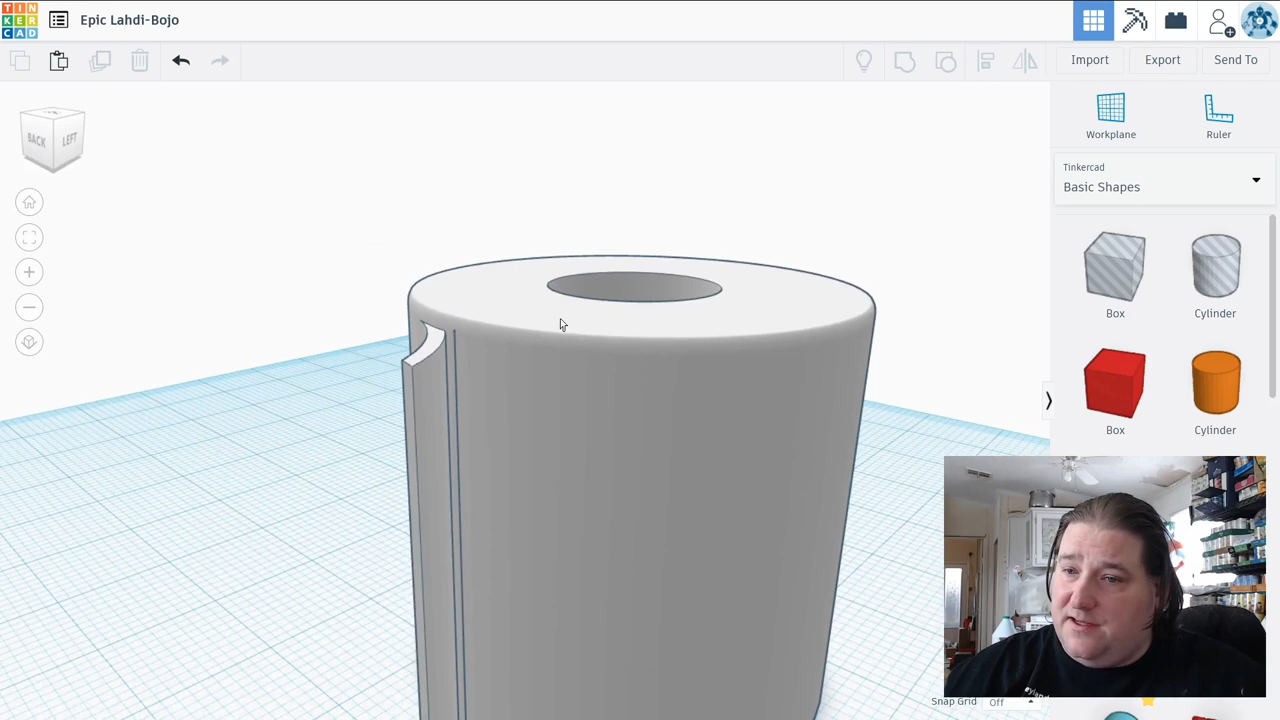 TIN
KER
CAD
Epic Lahdi-Bojo
Import
Export
Send To
BACK
LEFT
Workplane
Ruler
Tinkercad
Basic Shapes
Box
Cylinder
Box
Cylinder
Snap Grid
Off